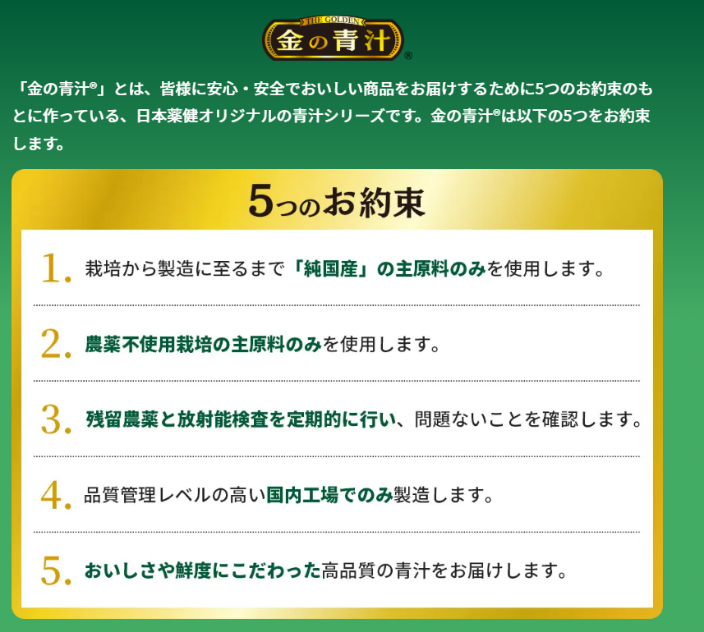 THE GOLDEN
金の青汁®
「金の青汁®」とは、皆様に安心・安全でおいしい商品をお届けするために5つのお約束のも
とに作っている、日本薬健オリジナルの青汁シリーズです。金の青汁®は以下の5つをお約束
します。
5つのお約束
1. 栽培から製造に至るまで「純国産」の主原料のみを使用します。
2. 農薬不使用栽培の主原料のみを使用します。
3. 残留農薬と放射能検査を定期的に行い、問題ないことを確認します。
4. 品質管理レベルの高い国内工場でのみ製造します。
5. おいしさや鮮度にこだわった高品質の青汁をお届けします。